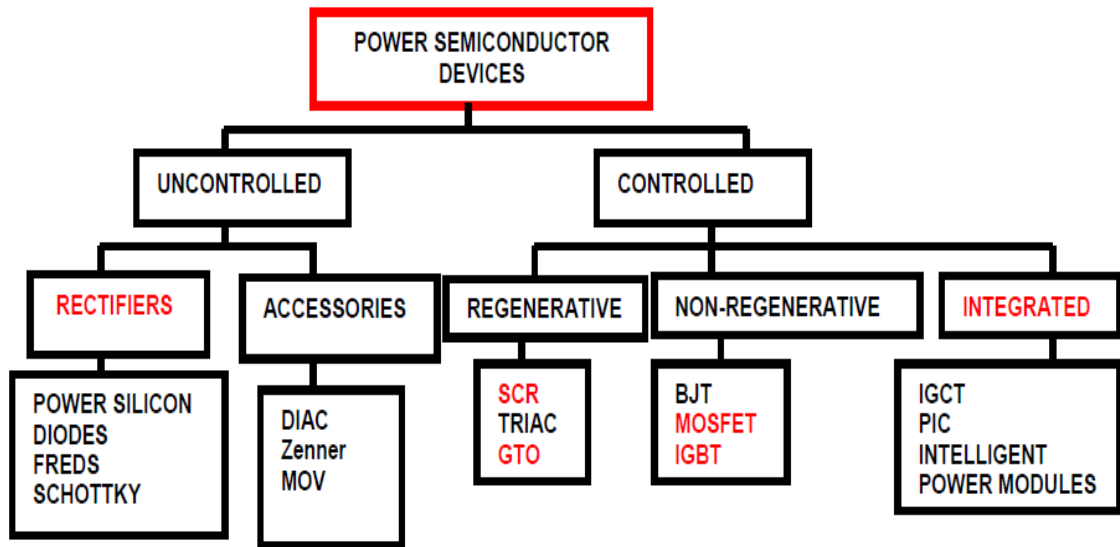 POWER SEMICONDUCTOR
DEVICES
UNCONTROLLED
CONTROLLED
RECTIFIERS
ACCESSORIES
REGENERATIVE
NON-REGENERATIVE
INTEGRATED
POWER SILICON
DIODES
FREDS
SCHOTTKY
DIAC
Zenner
MOV
SCR
TRIAC
GTO
BJT
MOSFET
IGBT
IGCT
PIC
INTELLIGENT
POWER MODULES